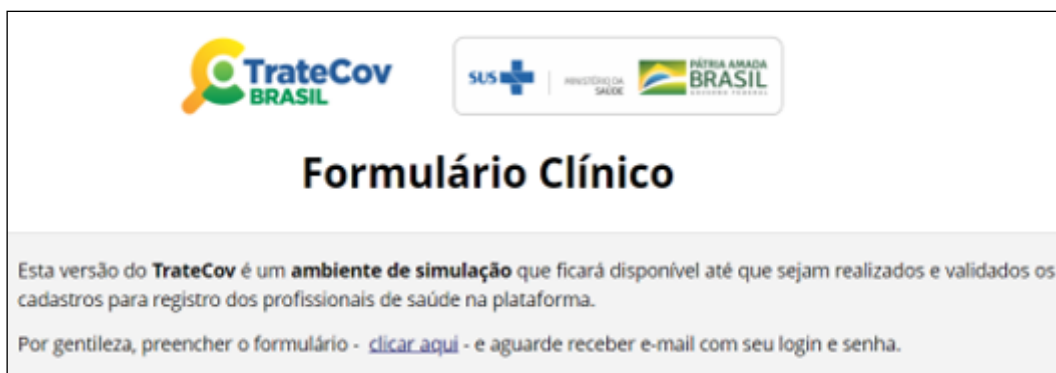 TrateCov
BRASIL
SUS
MINISTÉRIO DA
SAÚDE
PÁTRIA AMADA
BRASIL
GOVERNO FEDERAL
Formulário Clínico
Esta versão do TrateCov é um ambiente de simulação que ficará disponível até que sejam realizados e validados os
cadastros para registro dos profissionais de saúde na plataforma.
Por gentileza, preencher o formulário - clicar aqui - e aguarde receber e-mail com seu login e senha.